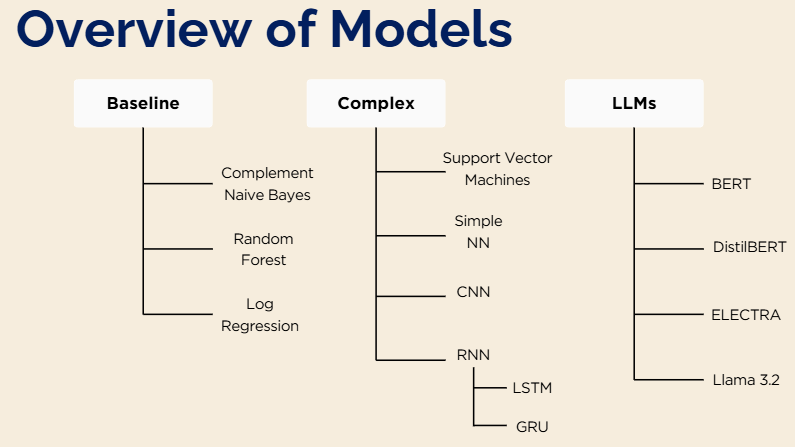 Overview of Models
Baseline
Complement
Naive Bayes
Random
Forest
Log
Regression
Complex
Support Vector
Machines
Simple
NN
CNN
RNN
LSTM
GRU
LLMs
BERT
DistilBERT
ELECTRA
Llama 3.2